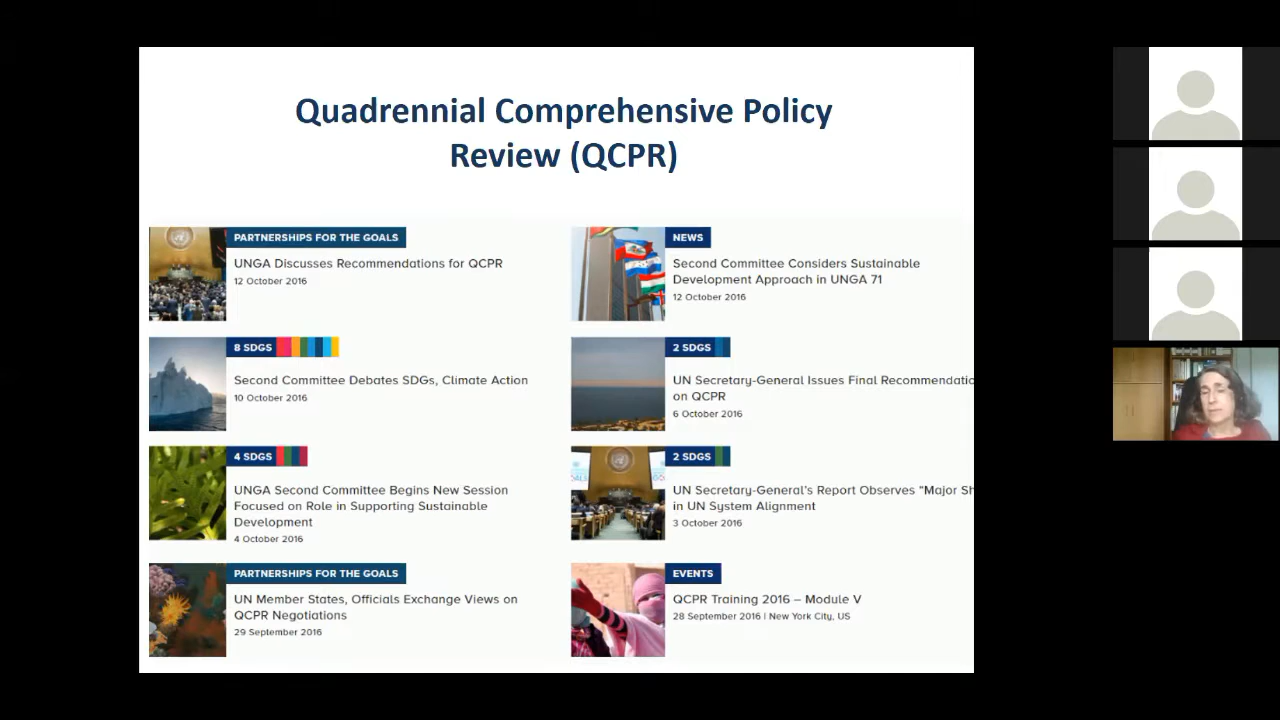 Quadrennial Comprehensive Policy
Review (QCPR)
PARTNERSHIPS FOR THE GOALS
UNGA Discusses Recommendations for QCPR
12 October 2016
NEWS
Second Committee Considers Sustainable
Development Approach in UNGA 71
12 October 2016
8 SDGS
Second Committee Debates SDGs, Climate Action
10 October 2016
2 SDGS
UN Secretary-General Issues Final Recommendatio
on QCPR
6 October 2016
4 SDGS
UNGA Second Committee Begins New Session
Focused on Role in Supporting Sustainable
Development
4 October 2016
2 SDGS
UN Secretary-General's Report Observes "Major Sh
in UN System Alignment
3 October 2016
PARTNERSHIPS FOR THE GOALS
UN Member States, Officials Exchange Views on
QCPR Negotiations
29 September 2016
EVENTS
QCPR Training 2016 – Module V
28 September 2016 | New York City, US